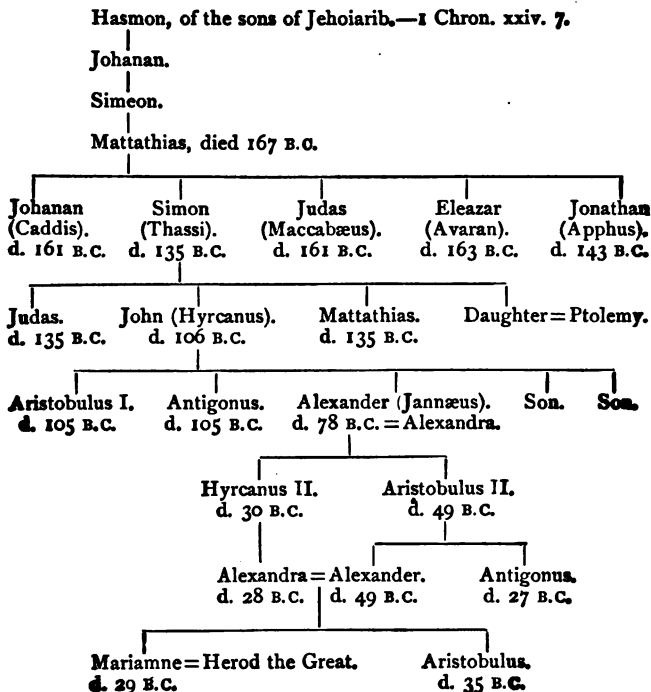 Hasmon, of the sons of Jehoiarib.—1 Chron. xxiv. 7.
Johanan.
Simeon.
Mattathias, died 167 B.C.
Johanan Simon Judas Eleazar Jonathan
(Caddis). (Thassi). (Maccabæus). (Avaran). (Apphus).
d. 161 B.C. d. 135 B.C. d. 161 B.C. d. 163 B.C. d. 143 B.C.
Judas. John (Hyrcanus). Mattathias. Daughter=Ptolemy.
d. 135 B.C. d. 106 B.C. d. 135 B.C.
Aristobulus I. Antigonus. Alexander (Jannæus). Son. Son.
d. 105 B.C. d. 105 B.C. d. 78 B.C.=Alexandra.
Hyrcanus II. Aristobulus II.
d. 30 B.C. d. 49 B.C.
Alexandra=Alexander. Antigonus.
d. 28 B.C. d. 49 B.C. d. 27 B.C.
Mariamne=Herod the Great. Aristobulus.
d. 29 B.C. d. 35 B.C.